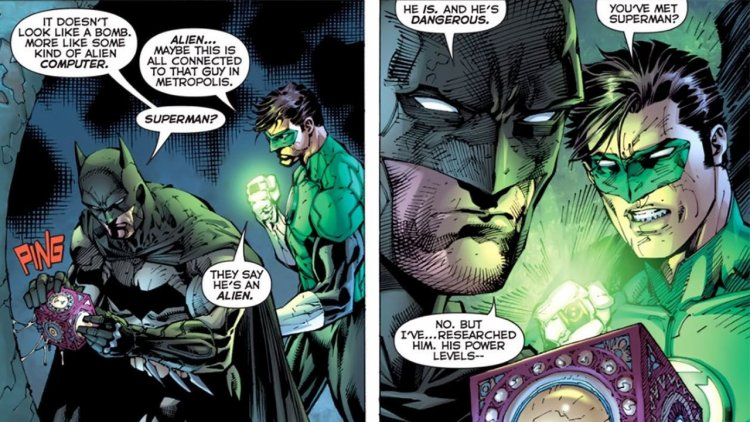 IT DOESN'T
LOOK LIKE A BOMB.
MORE LIKE SOME
KIND OF ALIEN
COMPUTER.
ALIEN...
MAYBE THIS IS
ALL CONNECTED
TO THAT GUY IN
METROPOLIS.
SUPERMAN?
PING
THEY SAY
HE'S AN
ALIEN.
HE IS. AND HE'S
DANGEROUS.
YOU'VE MET
SUPERMAN?
NO. BUT
I'VE...RESEARCHED
HIM. HIS POWER
LEVELS--